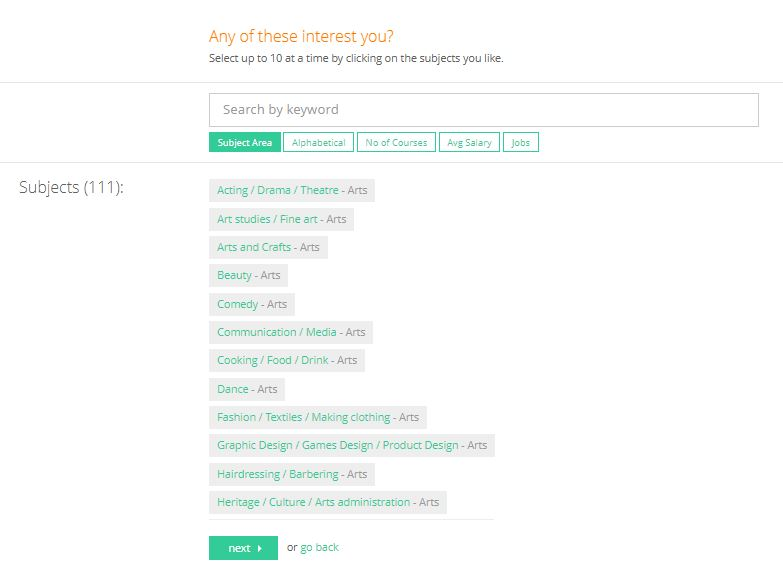 Any of these interest you?
Select up to 10 at a time by clicking on the subjects you like.
Search by keyword
Subject Area Alphabetical No of Courses Avg Salary Jobs
Subjects (111):
Acting / Drama / Theatre - Arts
Art studies / Fine art - Arts
Arts and Crafts - Arts
Beauty - Arts
Comedy - Arts
Communication / Media - Arts
Cooking / Food / Drink - Arts
Dance - Arts
Fashion / Textiles / Making clothing - Arts
Graphic Design / Games Design / Product Design - Arts
Hairdressing / Barbering - Arts
Heritage / Culture / Arts administration - Arts
next or go back